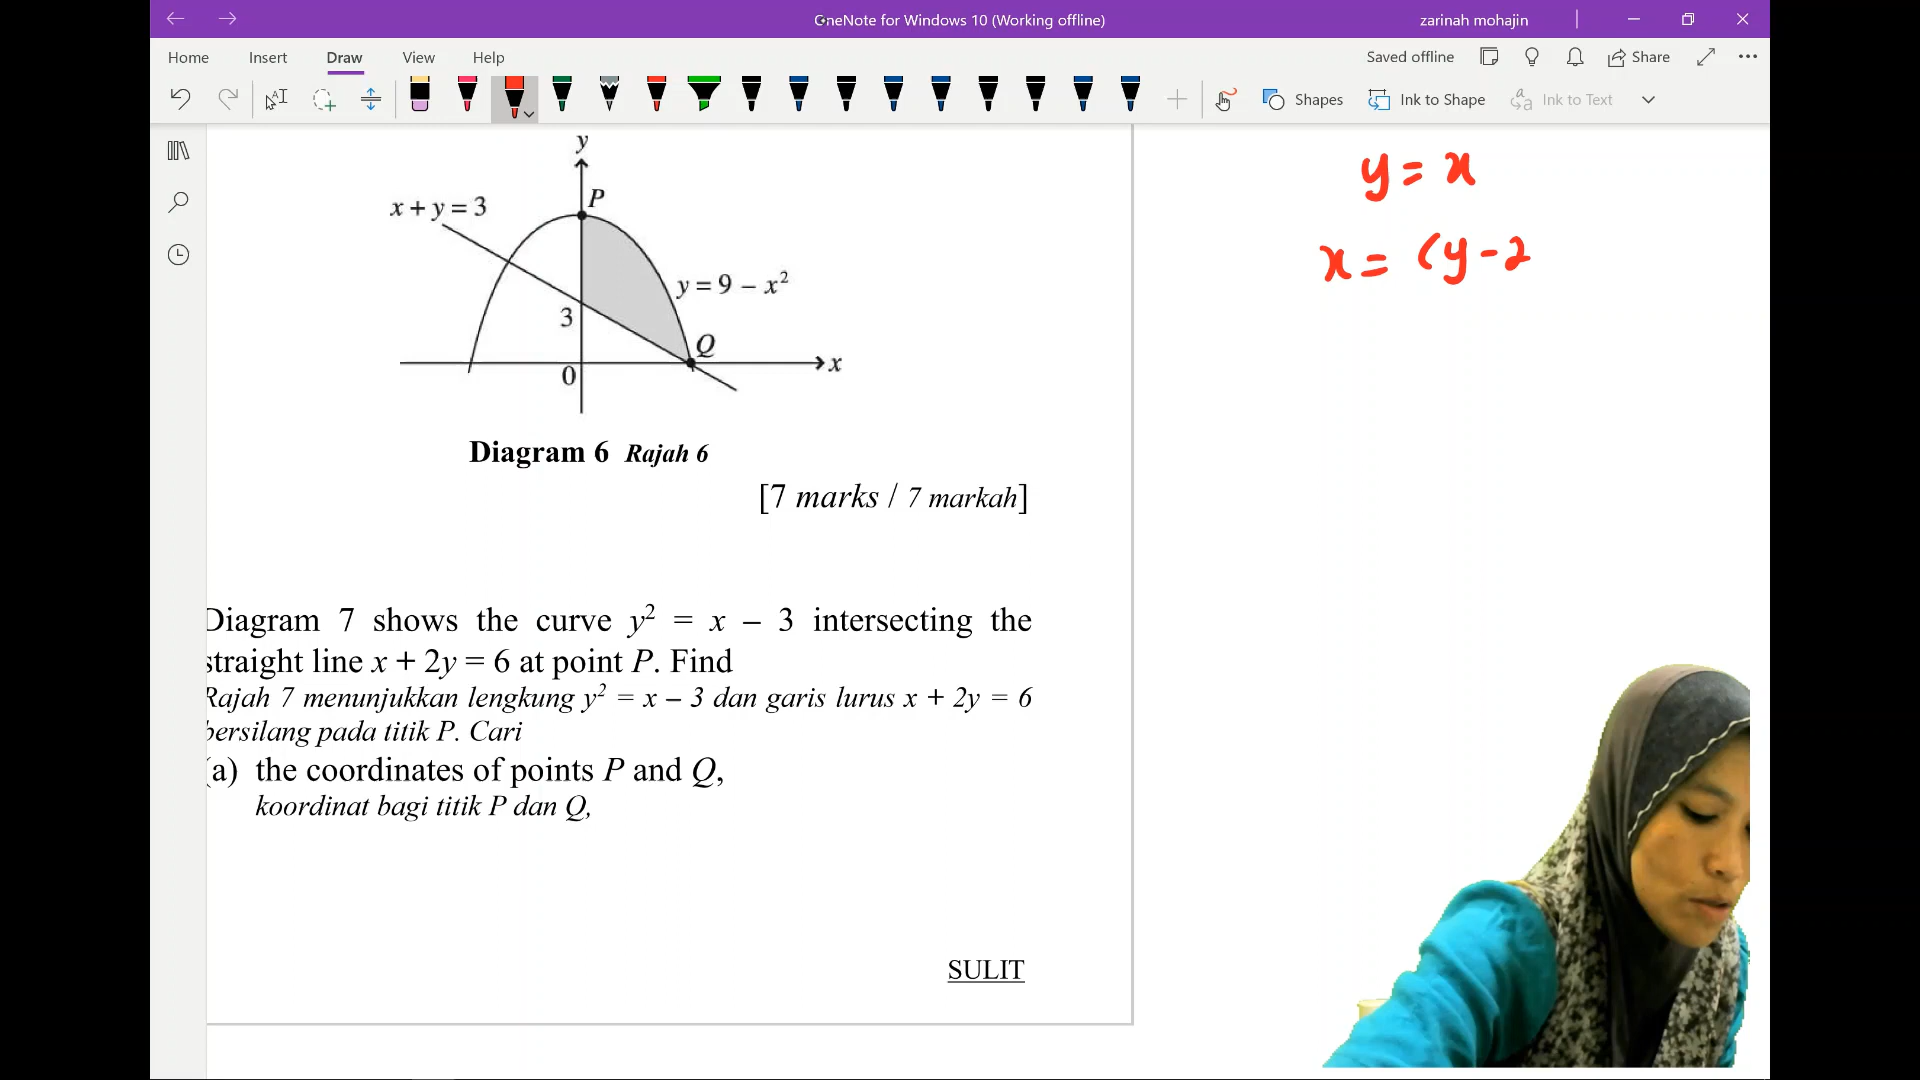 OneNote for Windows 10 (Working offline)
zarinah mohajin
Home Insert Draw View Help
Saved offline Share
Shapes Ink to Shape Ink to Text
y
P
x + y = 3
y = 9 – x²
3
Q
0
x
Diagram 6 Rajah 6
[7 marks / 7 markah]
Diagram 7 shows the curve y² = x – 3 intersecting the
straight line x + 2y = 6 at point P. Find
Rajah 7 menunjukkan lengkung y² = x – 3 dan garis lurus x + 2y = 6
bersilang pada titik P. Cari
(a) the coordinates of points P and Q,
koordinat bagi titik P dan Q,
SULIT
y = x
x = (y - 2